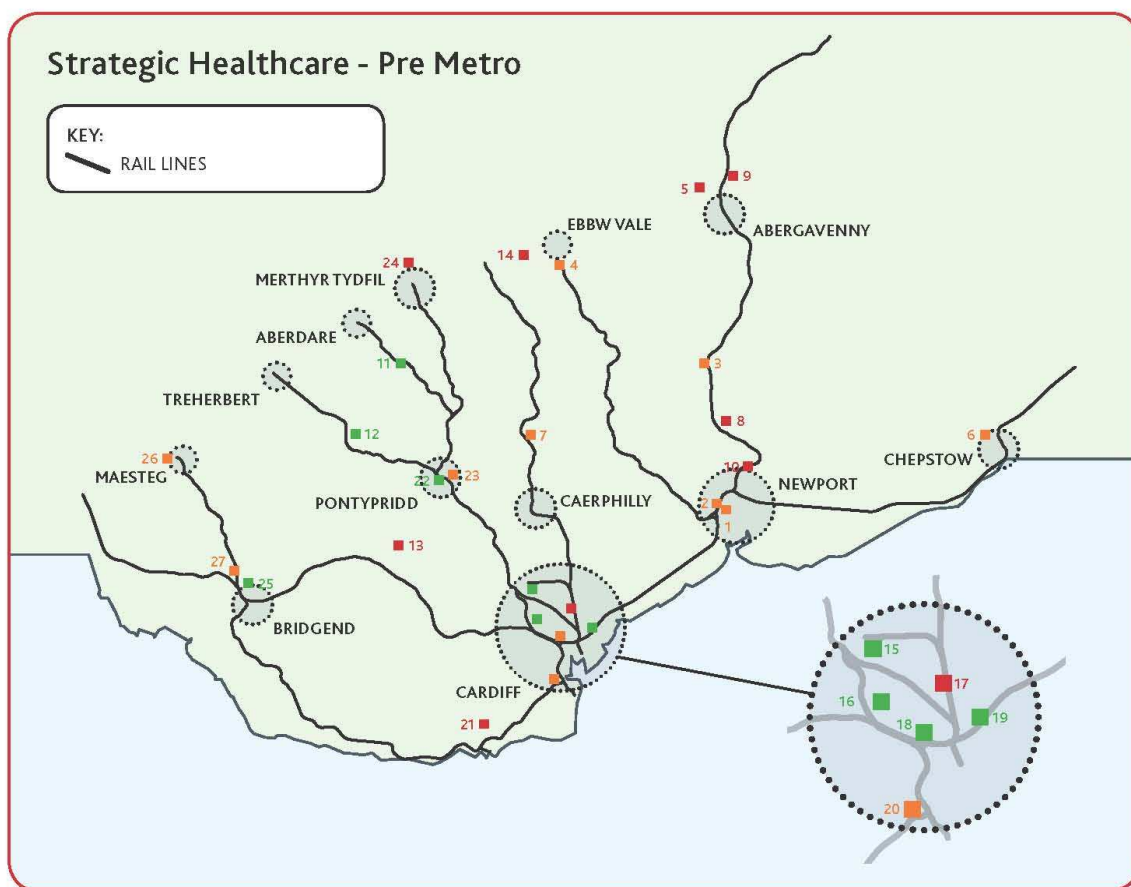 Strategic Healthcare - Pre Metro
KEY:
RAIL LINES
9
5
ABERGAVENNY
EBBW VALE
14
4
24
MERTHYR TYDFIL
ABERDARE
11
3
TREHERBERT
12
7
8
6
CHEPSTOW
26
MAESTEG
22
23
10
NEWPORT
PONTYPRIDD
CAERPHILLY
2
1
13
27
25
BRIDGEND
15
17
16
18
19
CARDIFF
21
20